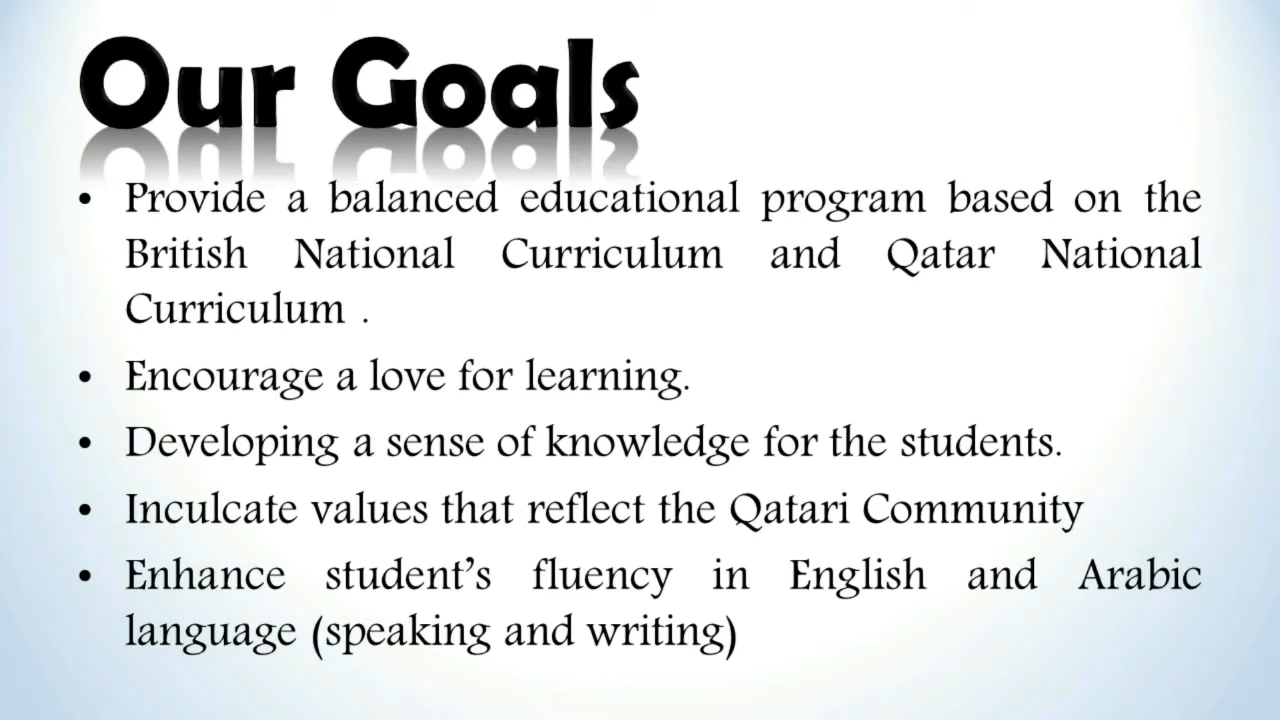 Our Goals
• Provide a balanced educational program based on the
British National Curriculum and Qatar National
Curriculum .
• Encourage a love for learning.
• Developing a sense of knowledge for the students.
• Inculcate values that reflect the Qatari Community
• Enhance student’s fluency in English and Arabic
language (speaking and writing)